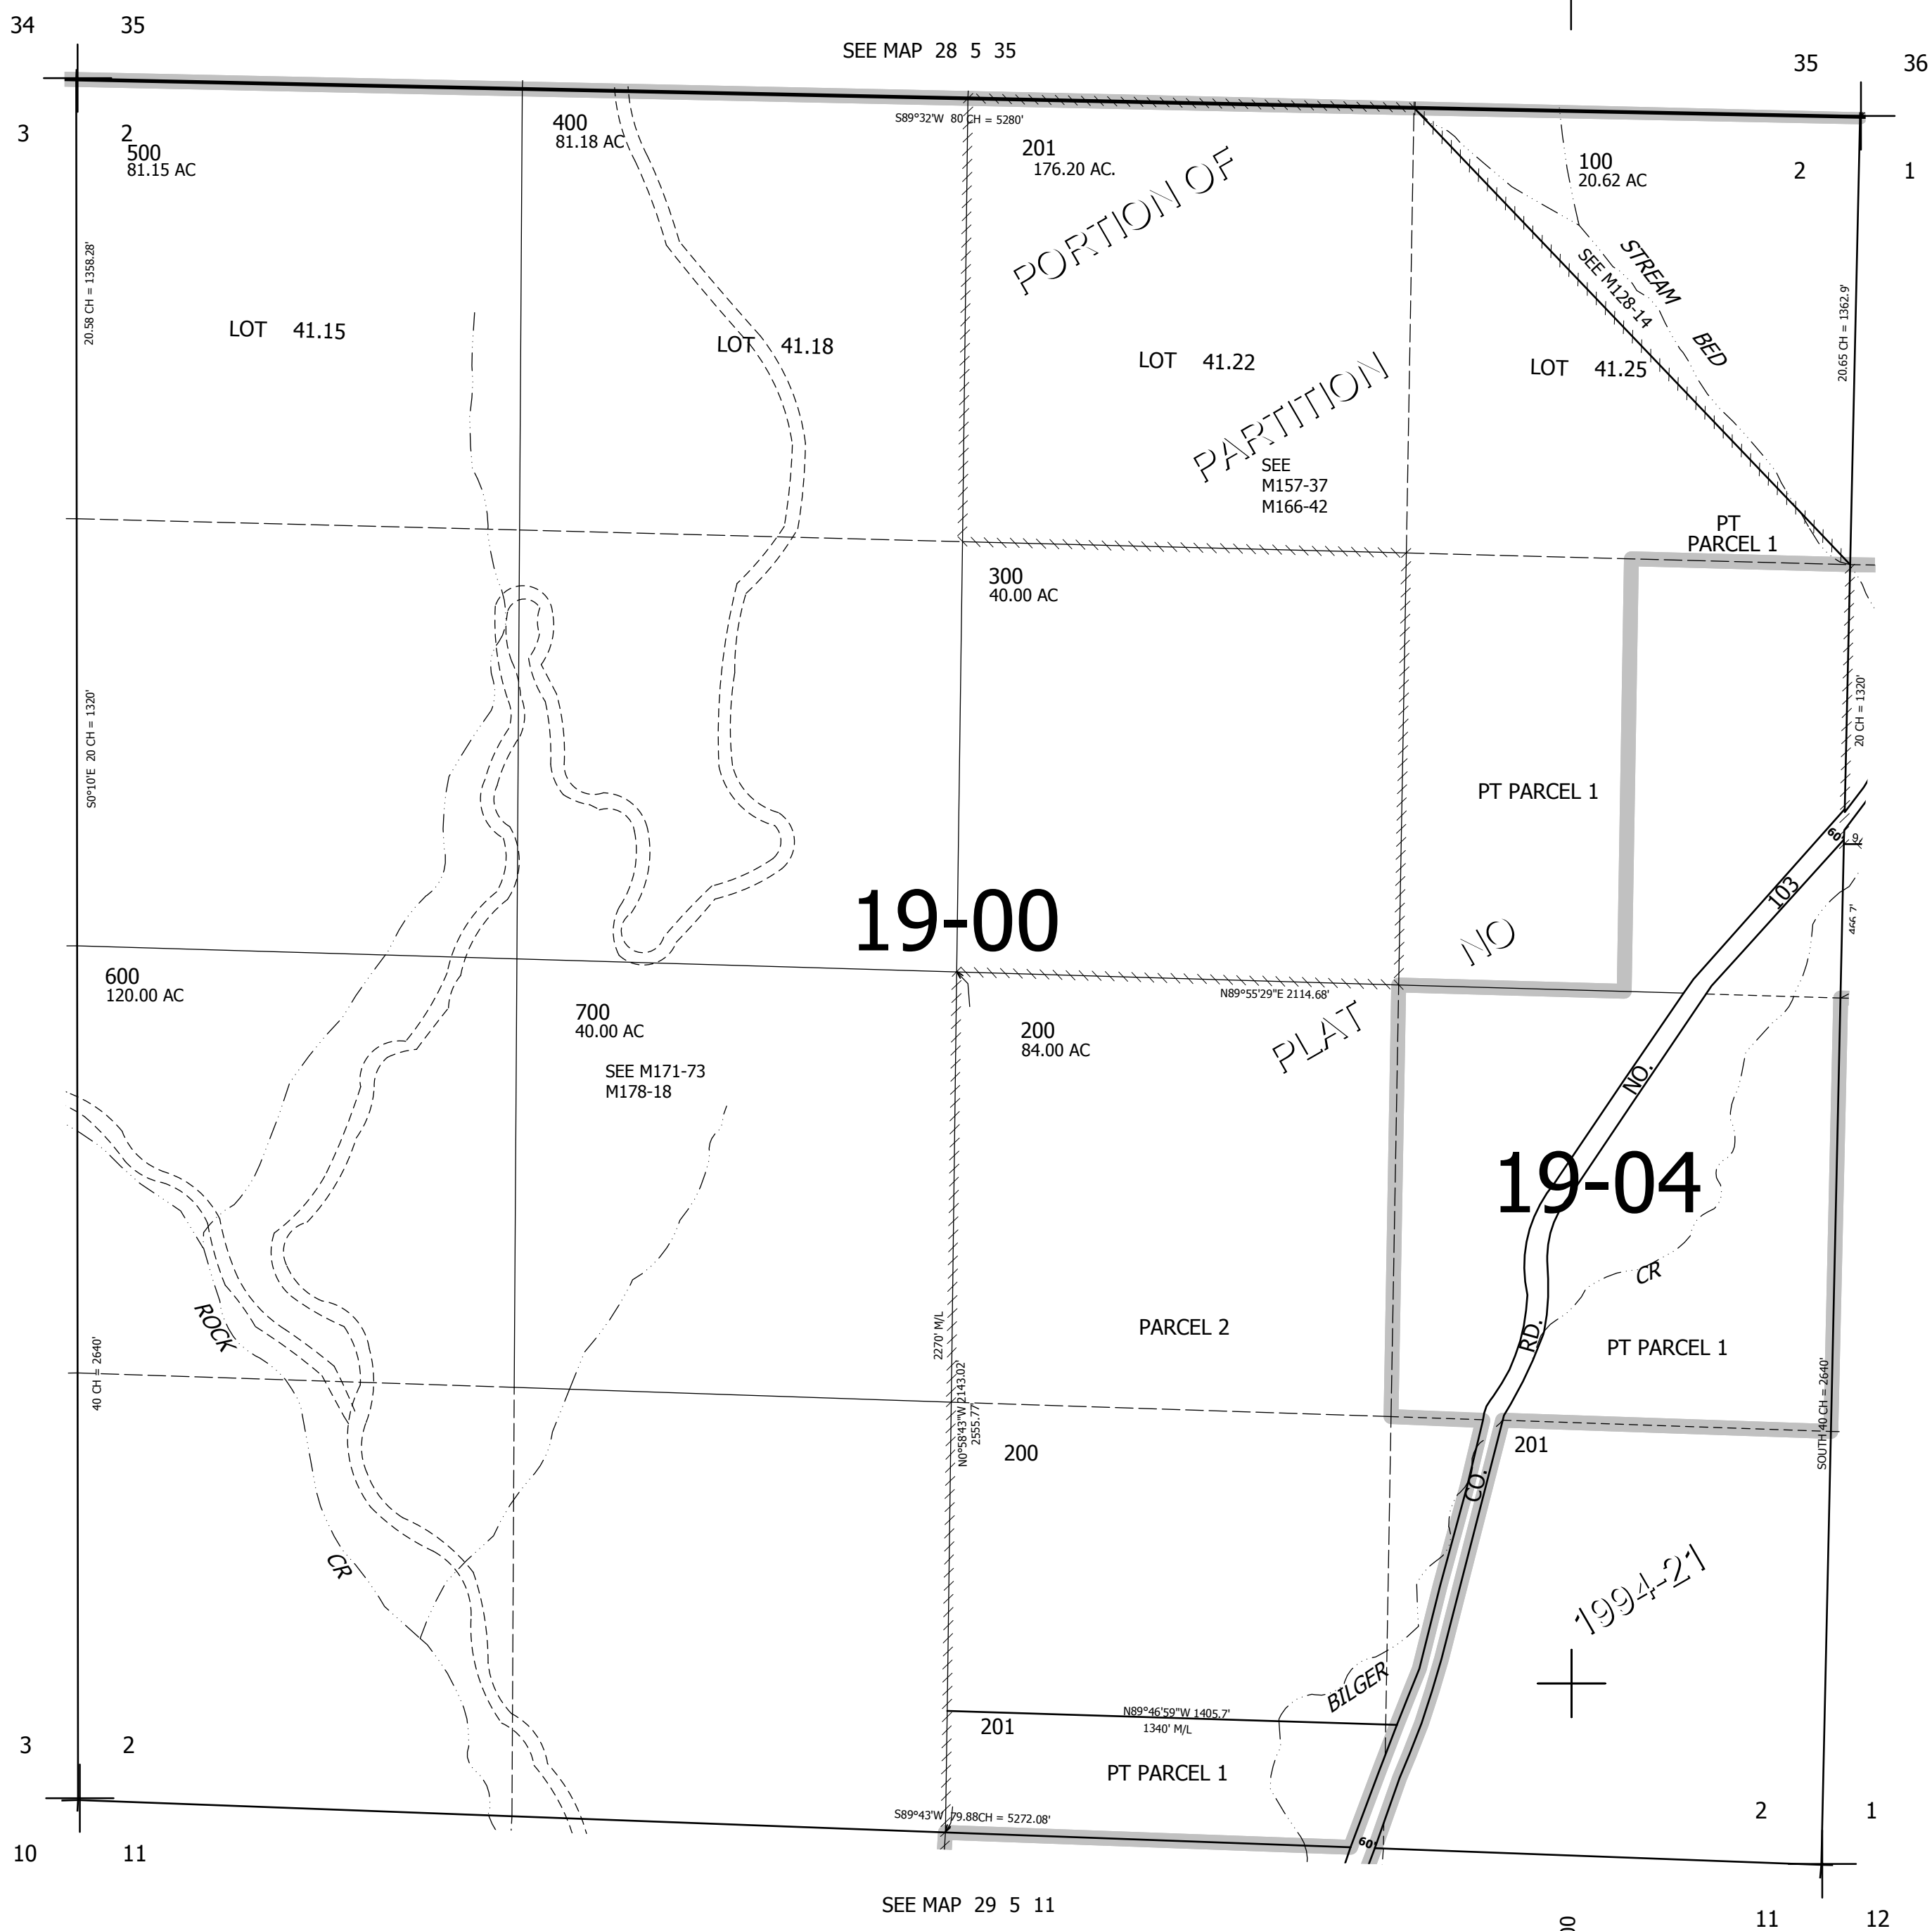 34 35
SEE MAP 28 5 35
35 36
3 2
500
81.15 AC
400
81.18 AC
S89°32'W 80 CH = 5280'
201
176.20 AC.
100
20.62 AC
2 1
PORTION OF
20.58 CH = 1358.28'
STREAM BED
SEE M128-14
20.65 CH = 1362.9'
LOT 41.15
LOT 41.18
LOT 41.22
LOT 41.25
PARTITION
SEE
M157-37
M166-42
PT
PARCEL 1
300
40.00 AC
S0°10'E 20 CH = 1320'
20 CH = 1320'
PT PARCEL 1
60'
103
466.7'
19-00
NO
600
120.00 AC
N89°55'29"E 2114.68'
700
40.00 AC
200
84.00 AC
PLAT
SEE M171-73
M178-18
NO.
19-04
CR
ROCK
2270' M/L
PARCEL 2
RD.
PT PARCEL 1
40 CH = 2640'
N0°58'43"W 2143.02'
2555.77'
SOUTH 40 CH = 2640'
200
201
CO.
CR
1994-21
BILGER
N89°46'59"W 1405.7'
1340' M/L
201
PT PARCEL 1
3 2
S89°43'W 79.88CH = 5272.08'
60'
2 1
10 11
SEE MAP 29 5 11
11 12